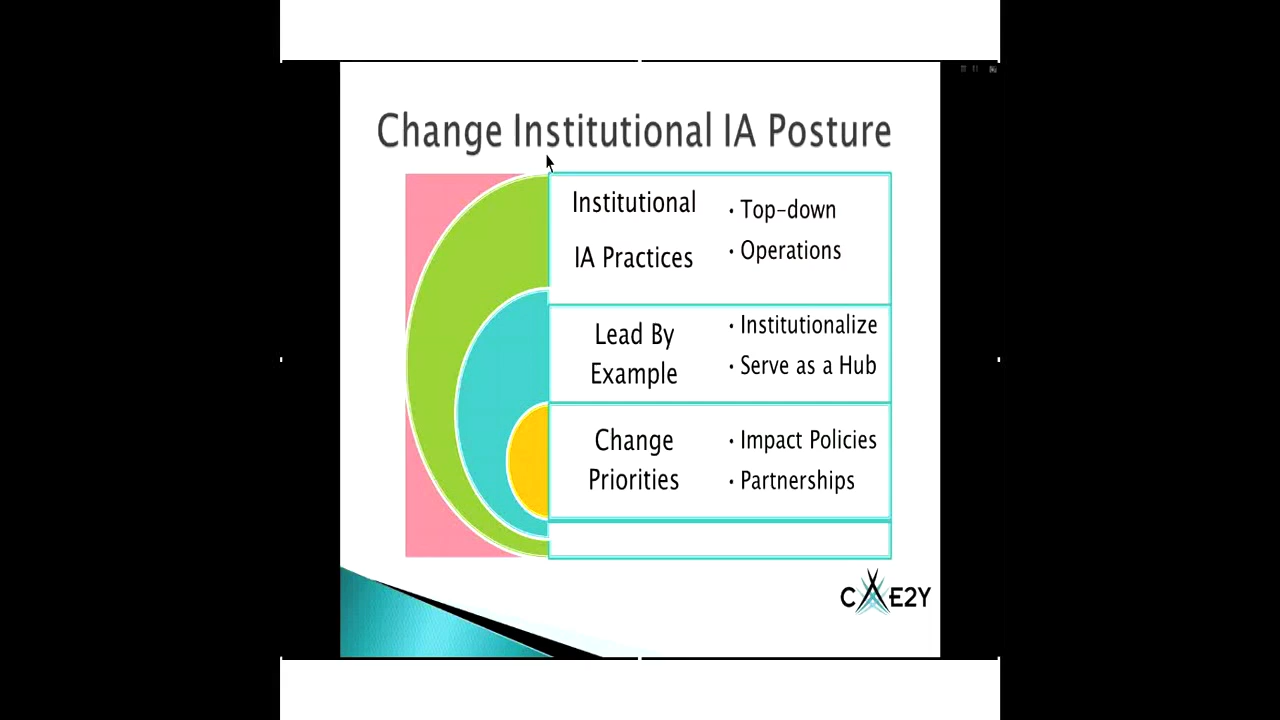 Change Institutional IA Posture
Institutional
IA Practices
• Top-down
• Operations
Lead By
Example
• Institutionalize
• Serve as a Hub
Change
Priorities
• Impact Policies
• Partnerships
CAE2Y